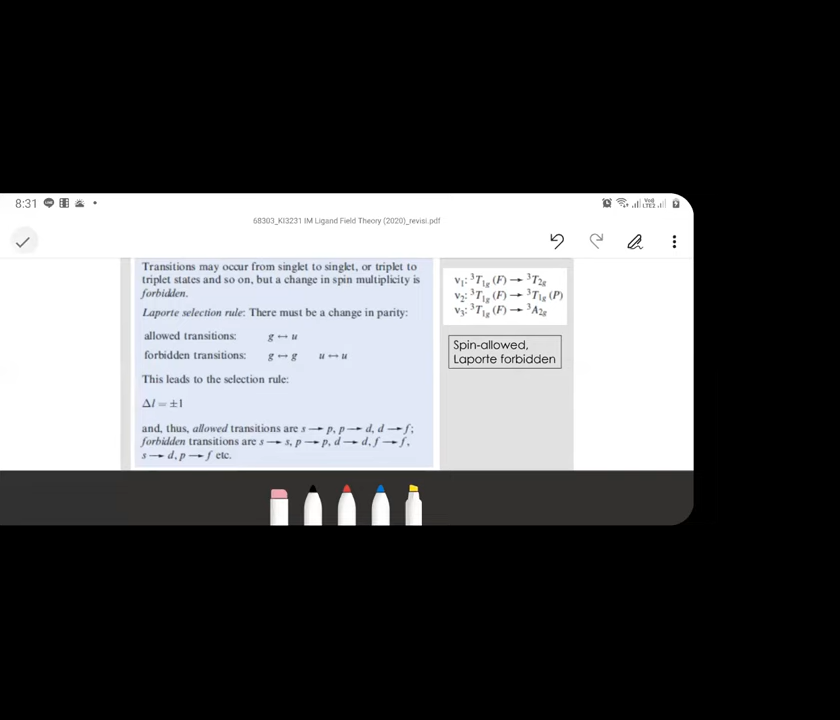 8:31
68303_KI3231 IM Ligand Field Theory (2020)_revisi.pdf
Transitions may occur from singlet to singlet, or triplet to
triplet states and so on, but a change in spin multiplicity is
forbidden.
Laporte selection rule: There must be a change in parity:
allowed transitions: g ↔ u
forbidden transitions: g ↔ g u ↔ u
This leads to the selection rule:
Δl = ±1
and, thus, allowed transitions are s → p, p → d, d → f;
forbidden transitions are s → s, p → p, d → d, f → f,
s → d, p → f etc.
ν₁: ³T₁g (F) → ³T₂g
ν₂: ³T₁g (F) → ³T₁g (P)
ν₃: ³T₁g (F) → ³A₂g
Spin-allowed,
Laporte forbidden